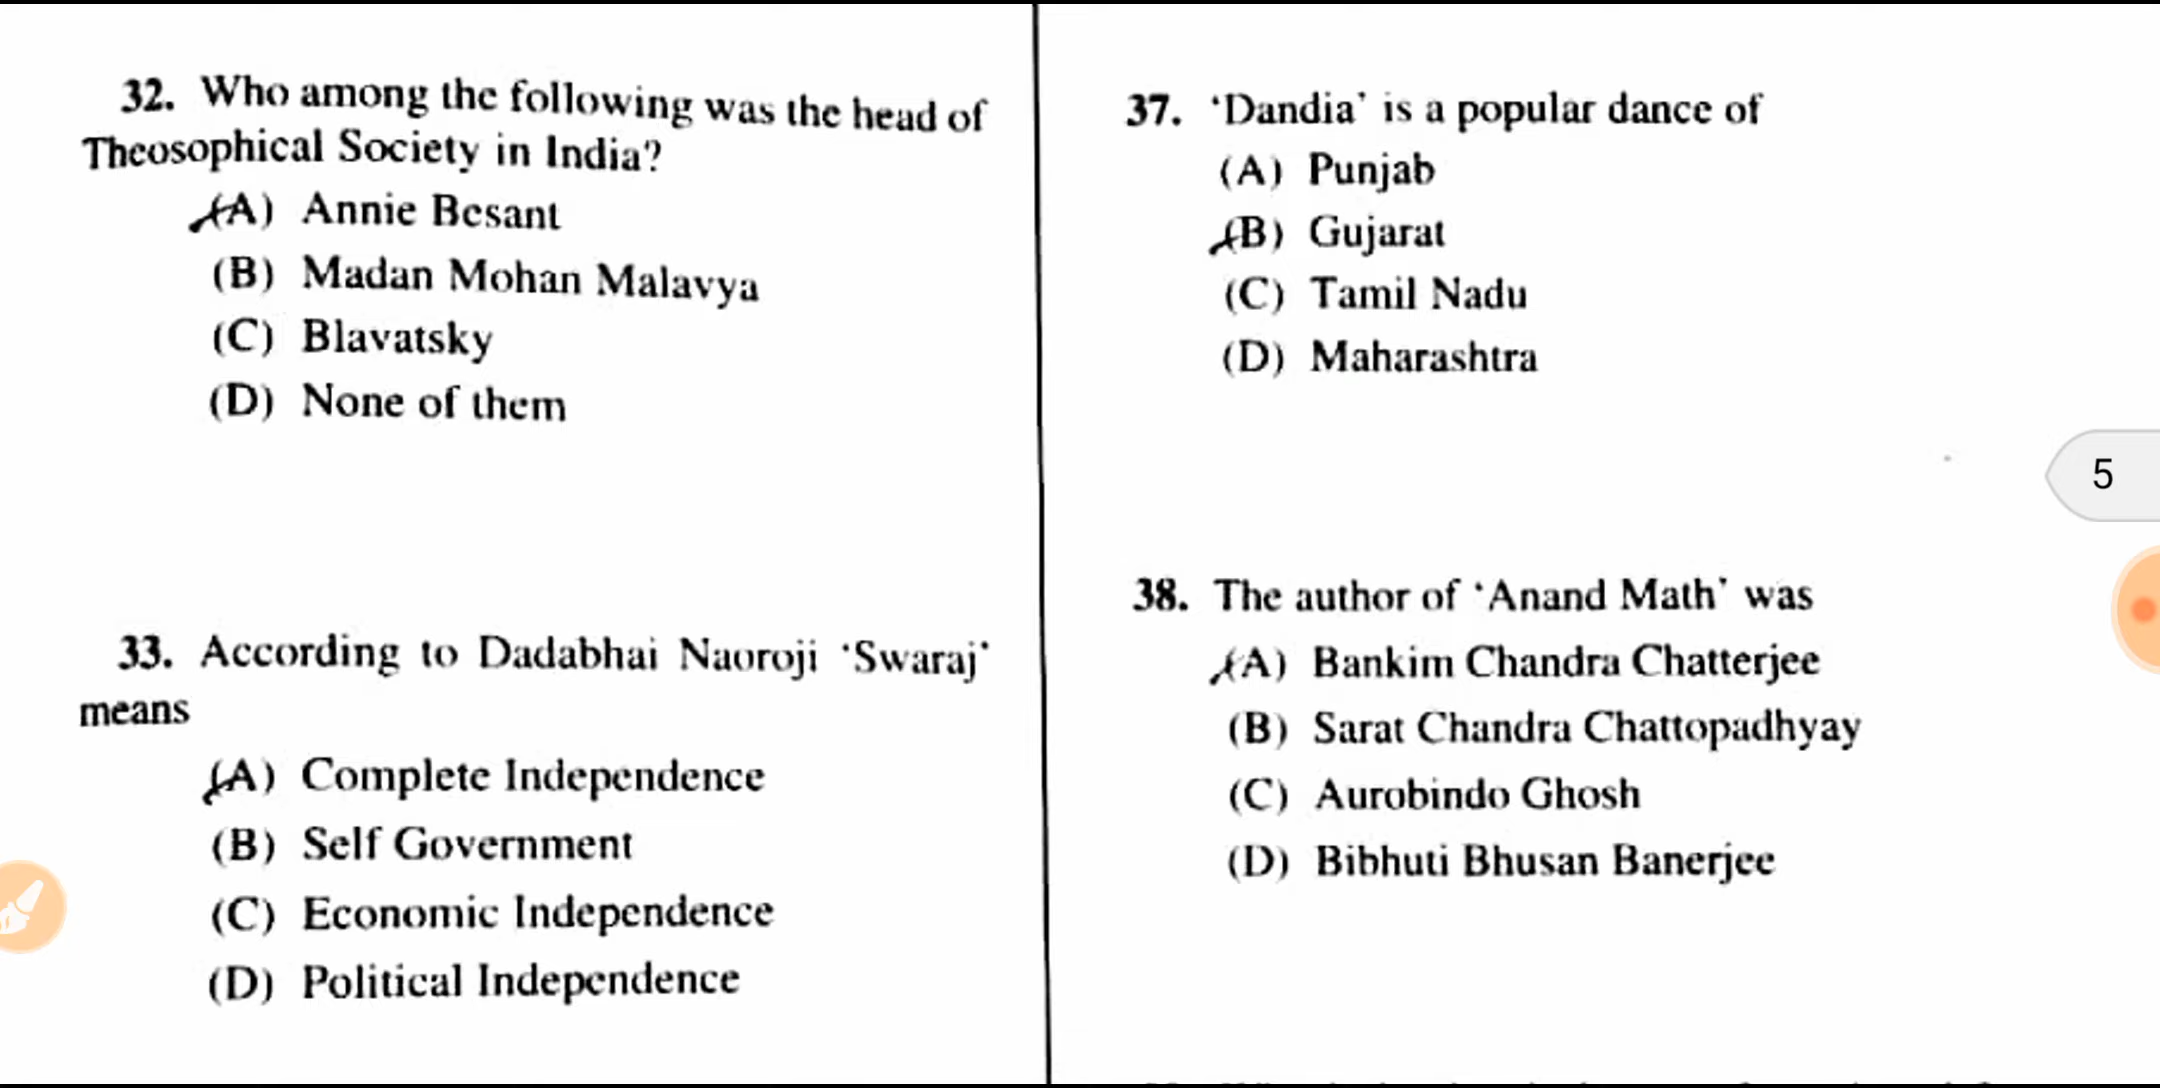 32. Who among the following was the head of
Theosophical Society in India?
(A) Annie Besant
(B) Madan Mohan Malavya
(C) Blavatsky
(D) None of them
33. According to Dadabhai Naoroji ‘Swaraj’
means
(A) Complete Independence
(B) Self Government
(C) Economic Independence
(D) Political Independence
37. ‘Dandia’ is a popular dance of
(A) Punjab
(B) Gujarat
(C) Tamil Nadu
(D) Maharashtra
38. The author of ‘Anand Math’ was
(A) Bankim Chandra Chatterjee
(B) Sarat Chandra Chattopadhyay
(C) Aurobindo Ghosh
(D) Bibhuti Bhusan Banerjee
5